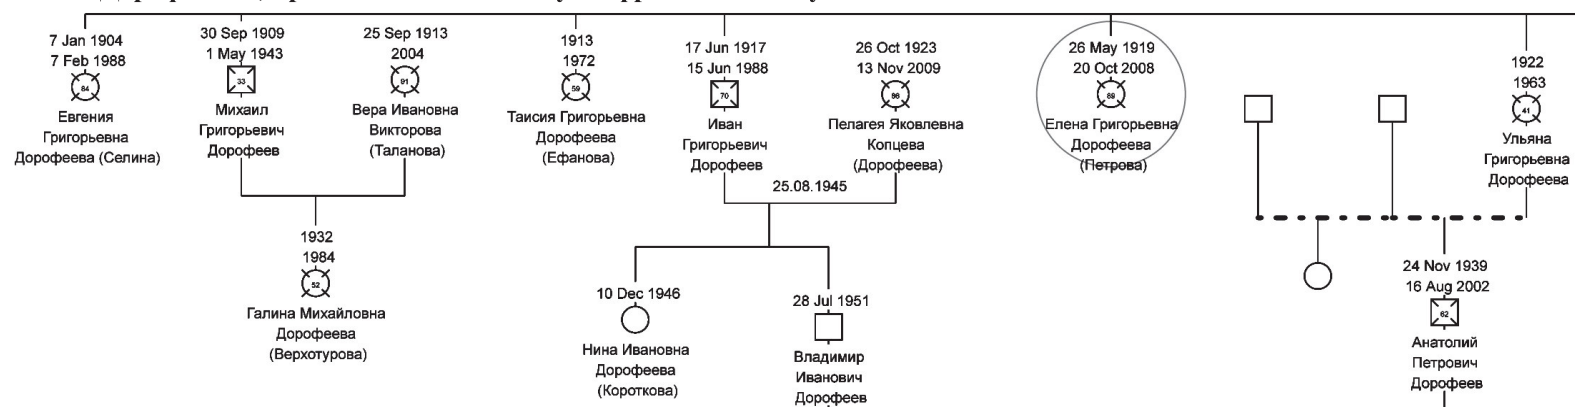 7 Jan 1904
7 Feb 1988
84
Евгения
Григорьевна
Дорофеева (Селина)
30 Sep 1909
1 May 1943
33
Михаил
Григорьевич
Дорофеев
25 Sep 1913
2004
91
Вера Ивановна
Викторова
(Таланова)
1932
1984
52
Галина Михайловна
Дорофеева
(Верхотурова)
1913
1972
59
Таисия Григорьевна
Дорофеева
(Ефанова)
17 Jun 1917
15 Jun 1988
70
Иван
Григорьевич
Дорофеев
26 Oct 1923
13 Nov 2009
86
Пелагея Яковлевна
Копцева
(Дорофеева)
25.08.1945
10 Dec 1946
Нина Ивановна
Дорофеева
(Короткова)
28 Jul 1951
Владимир
Иванович
Дорофеев
26 May 1919
20 Oct 2008
89
Елена Григорьевна
Дорофеева
(Петрова)
1922
1963
41
Ульяна
Григорьевна
Дорофеева
24 Nov 1939
16 Aug 2002
62
Анатолий
Петрович
Дорофеев